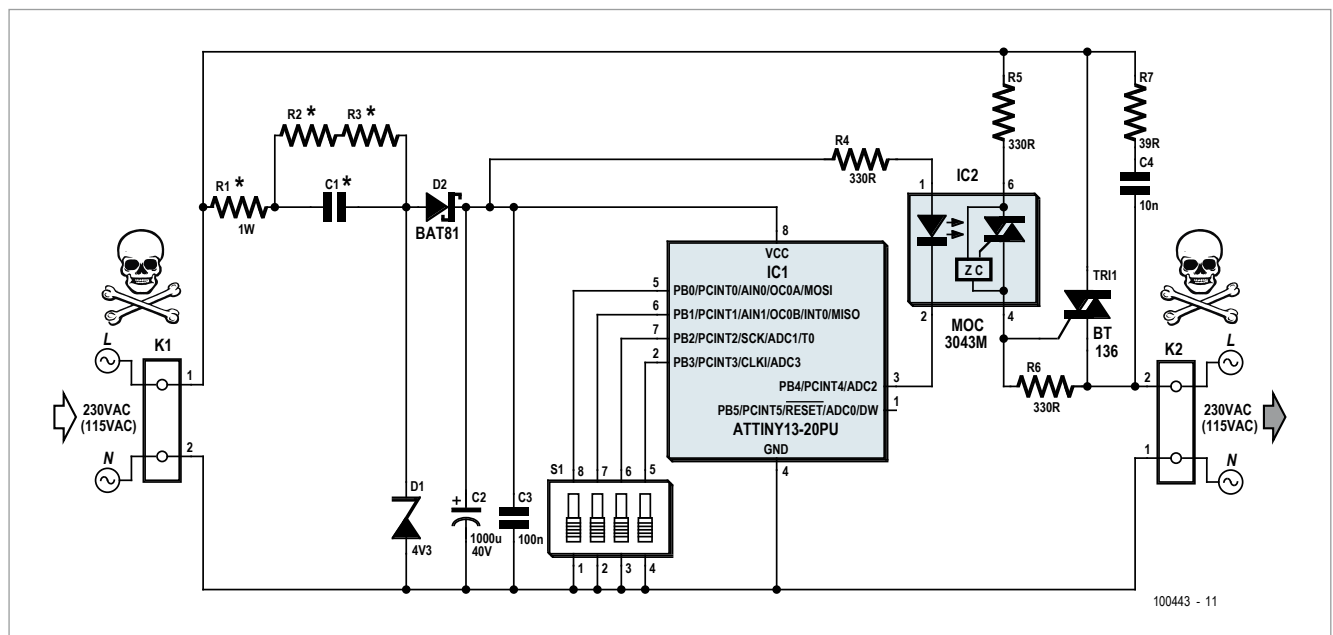 R2 *
R3 *
R1 *
1W
C1 *
D2
BAT81
R4
330R
R5
330R
R7
39R
C4
10n
IC2
1
6
Z C
2
4
MOC
3043M
TRI1
BT
136
R6
330R
8
VCC
IC1
5
PB0/PCINT0/AIN0/OC0A/MOSI
6
PB1/PCINT1/AIN1/OC0B/INT0/MISO
7
PB2/PCINT2/SCK/ADC1/T0
2
PB3/PCINT3/CLKI/ADC3
PB4/PCINT4/ADC2
3
PB5/PCINT5/RESET/ADC0/DW
1
ATTINY13-20PU
GND
4
L
K1
1
230VAC
(115VAC)
2
N
D1
4V3
+
C2
1000u
40V
C3
100n
S1
8 7 6 5
1 2 3 4
K2
L
2
230VAC
(115VAC)
1
N
100443 - 11